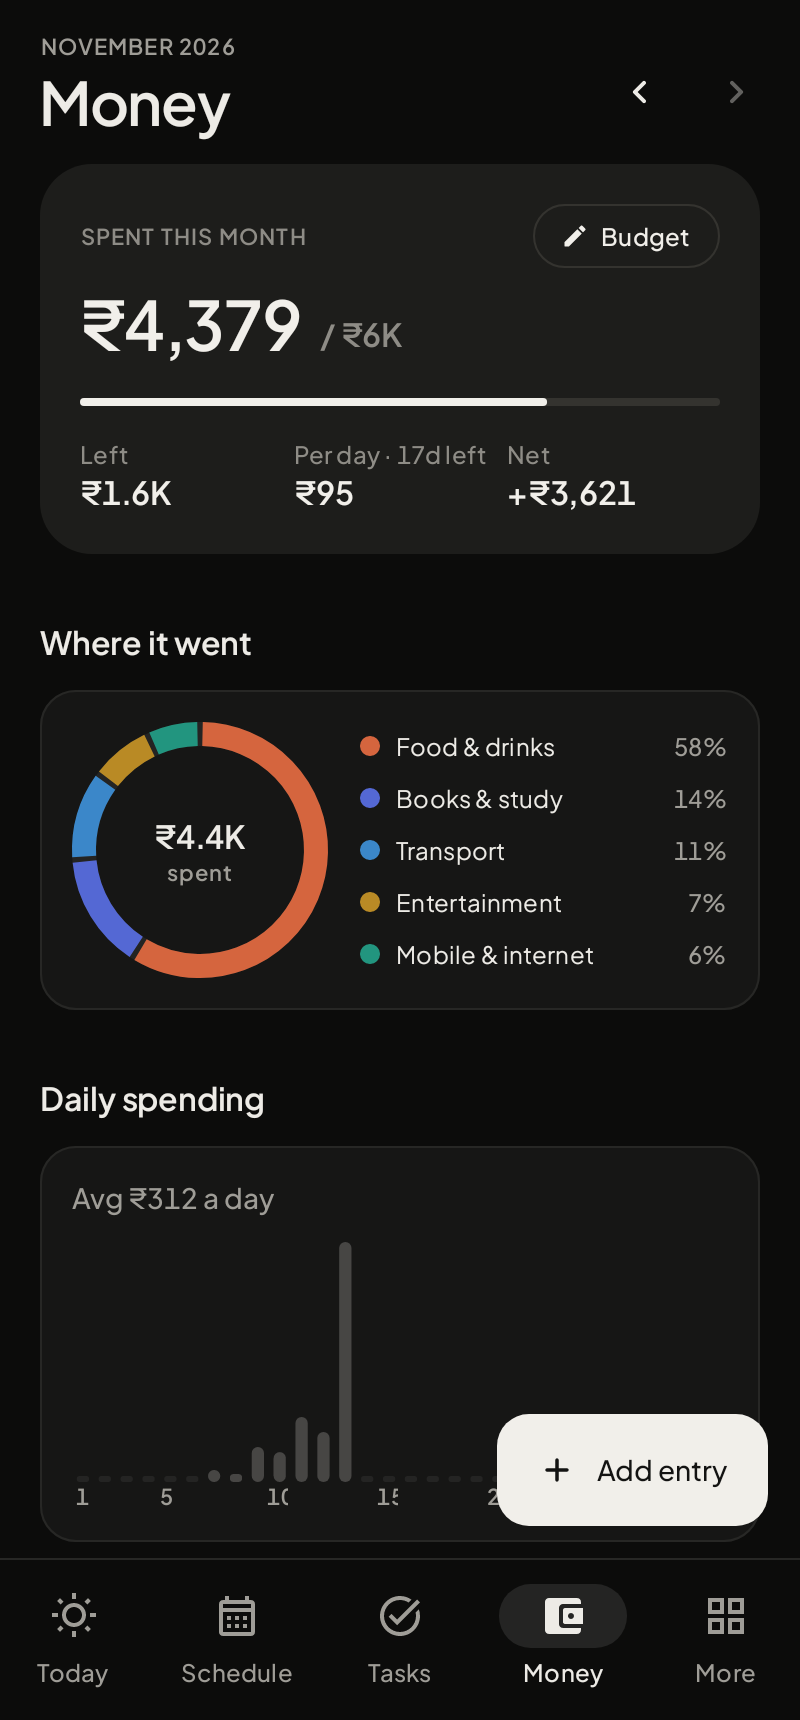 NOVEMBER 2026
Money
SPENT THIS MONTH
Budget
₹4,379 / ₹6K
Left Per day · 17d left Net
₹1.6K ₹95 +₹3,621
Where it went
Food & drinks 58%
Books & study 14%
Transport 11%
Entertainment 7%
Mobile & internet 6%
₹4.4K
spent
Daily spending
Avg ₹312 a day
1 5 10 15
Add entry
Today Schedule Tasks Money More